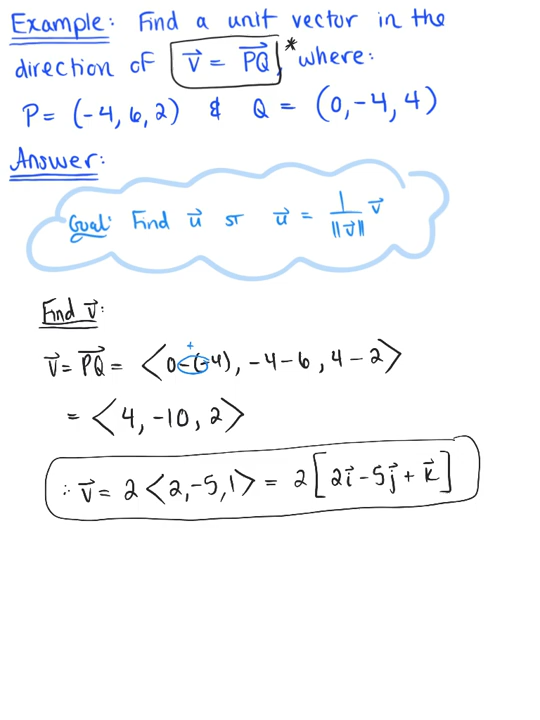 Example: Find a unit vector in the
direction of v⃗ = PQ⃗,* where:
P = (-4, 6, 2) & Q = (0, -4, 4)
Answer:
Goal: Find u⃗ ST u⃗ = 1/||v⃗|| v⃗
Find v⃗:
+
v⃗ = PQ⃗ = <0-(-4), -4-6, 4-2>
= <4, -10, 2>
∴ v⃗ = 2<2, -5, 1> = 2[2i⃗ - 5j⃗ + k⃗]